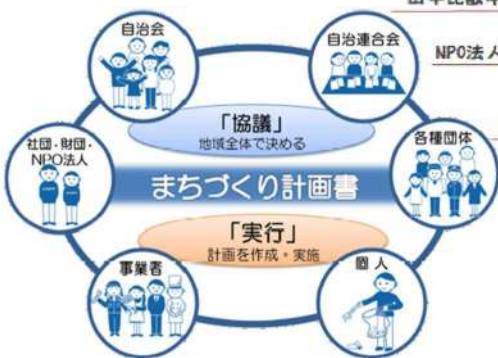 NPO法人
自治会
自治連合会
「協議」
地域全体で決める
社団・財団・
NPO法人
各種団体
まちづくり計画書
「実行」
計画を作成・実施
事業者
個人